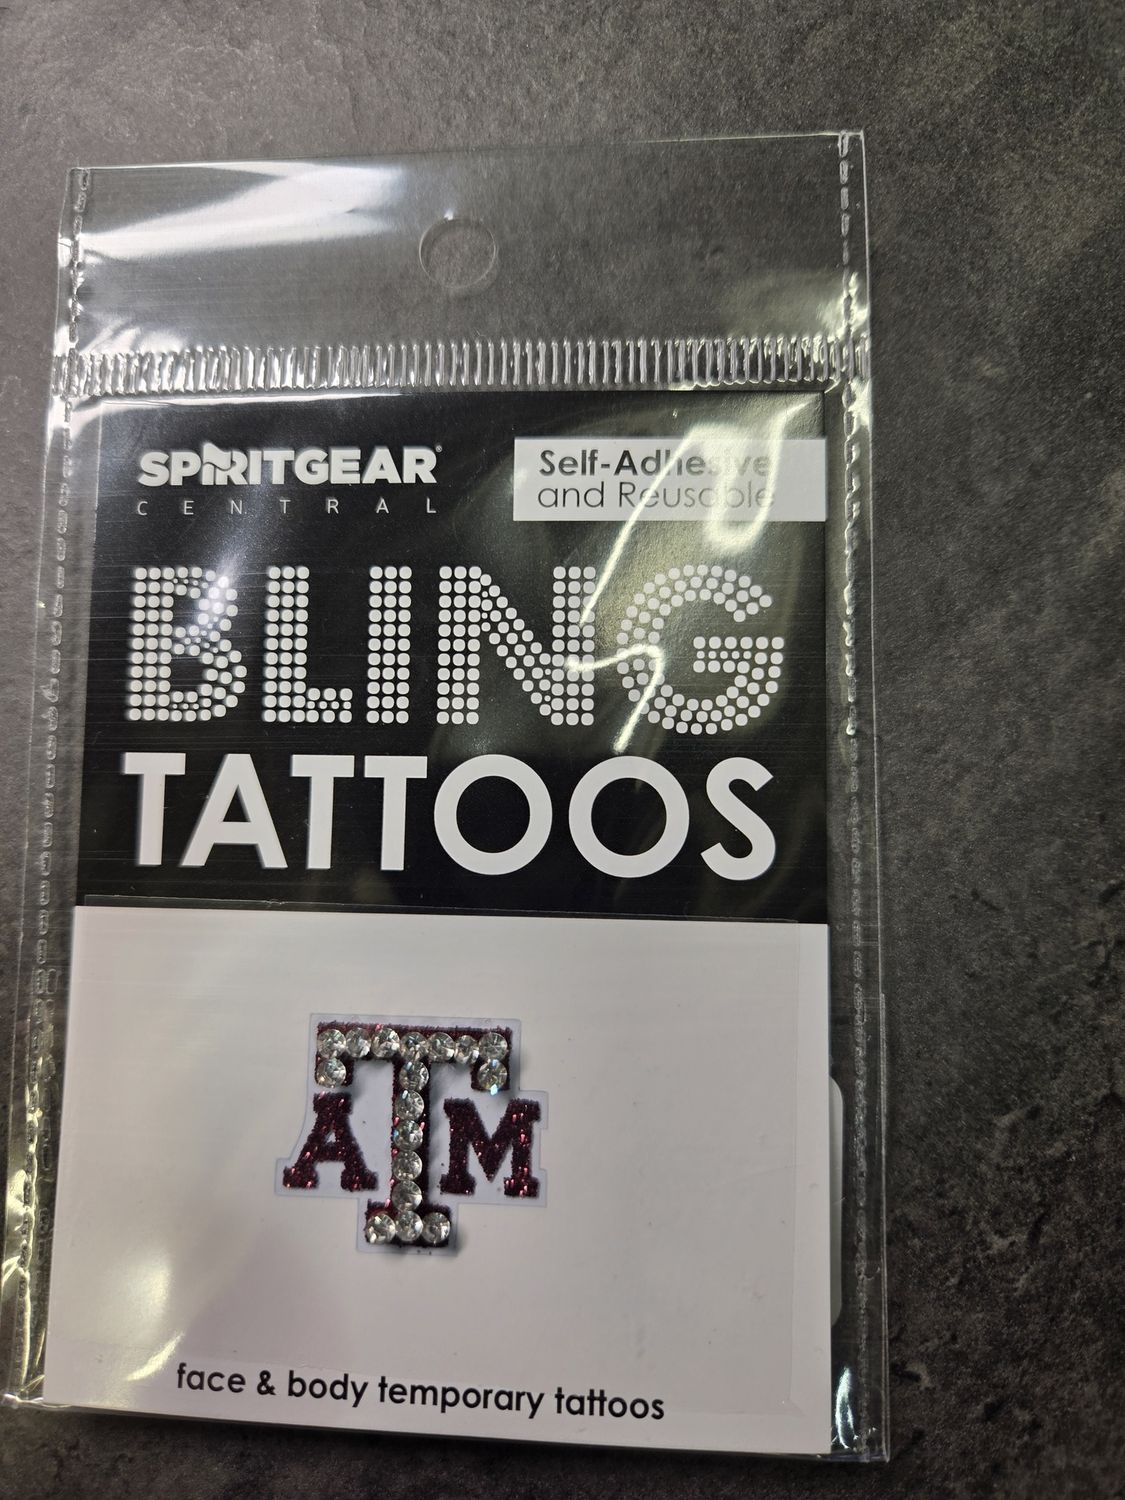 SPIRITGEAR®
CENTRAL
Self-Adhesive
and Reusable
BLING
TATTOOS
ATM
face & body temporary tattoos